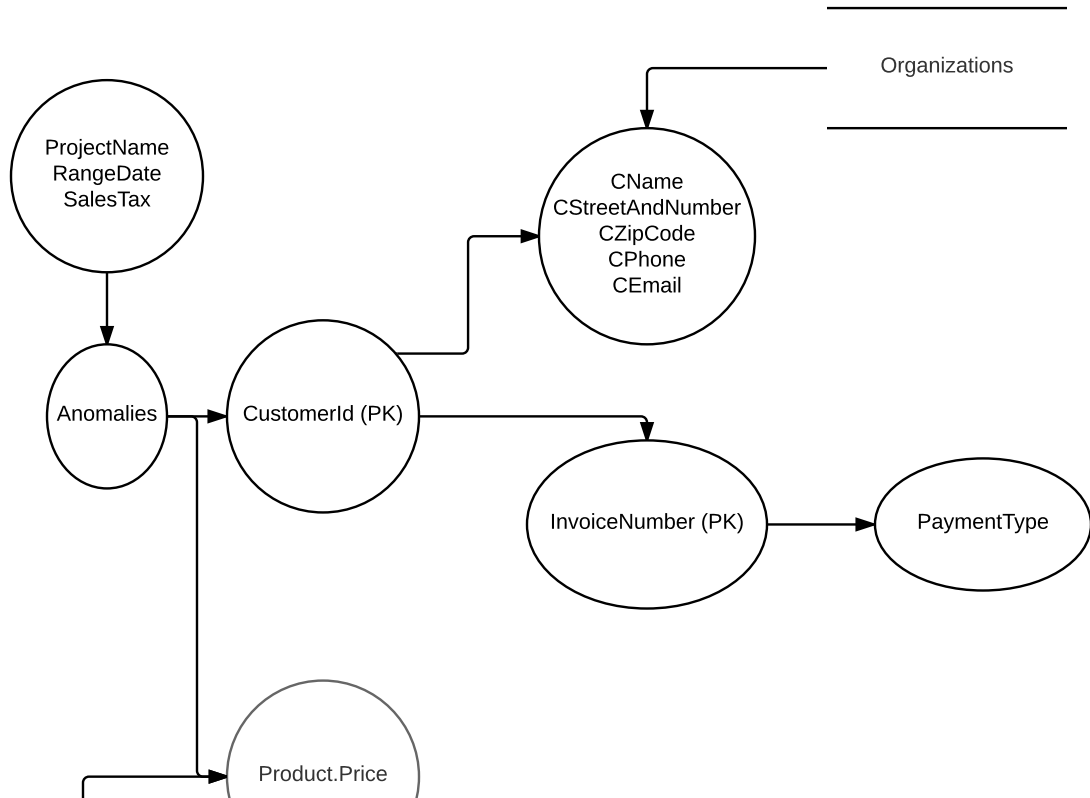 Organizations
ProjectName
RangeDate
SalesTax
CName
CStreetAndNumber
CZipCode
CPhone
CEmail
Anomalies
CustomerId (PK)
InvoiceNumber (PK)
PaymentType
Product.Price